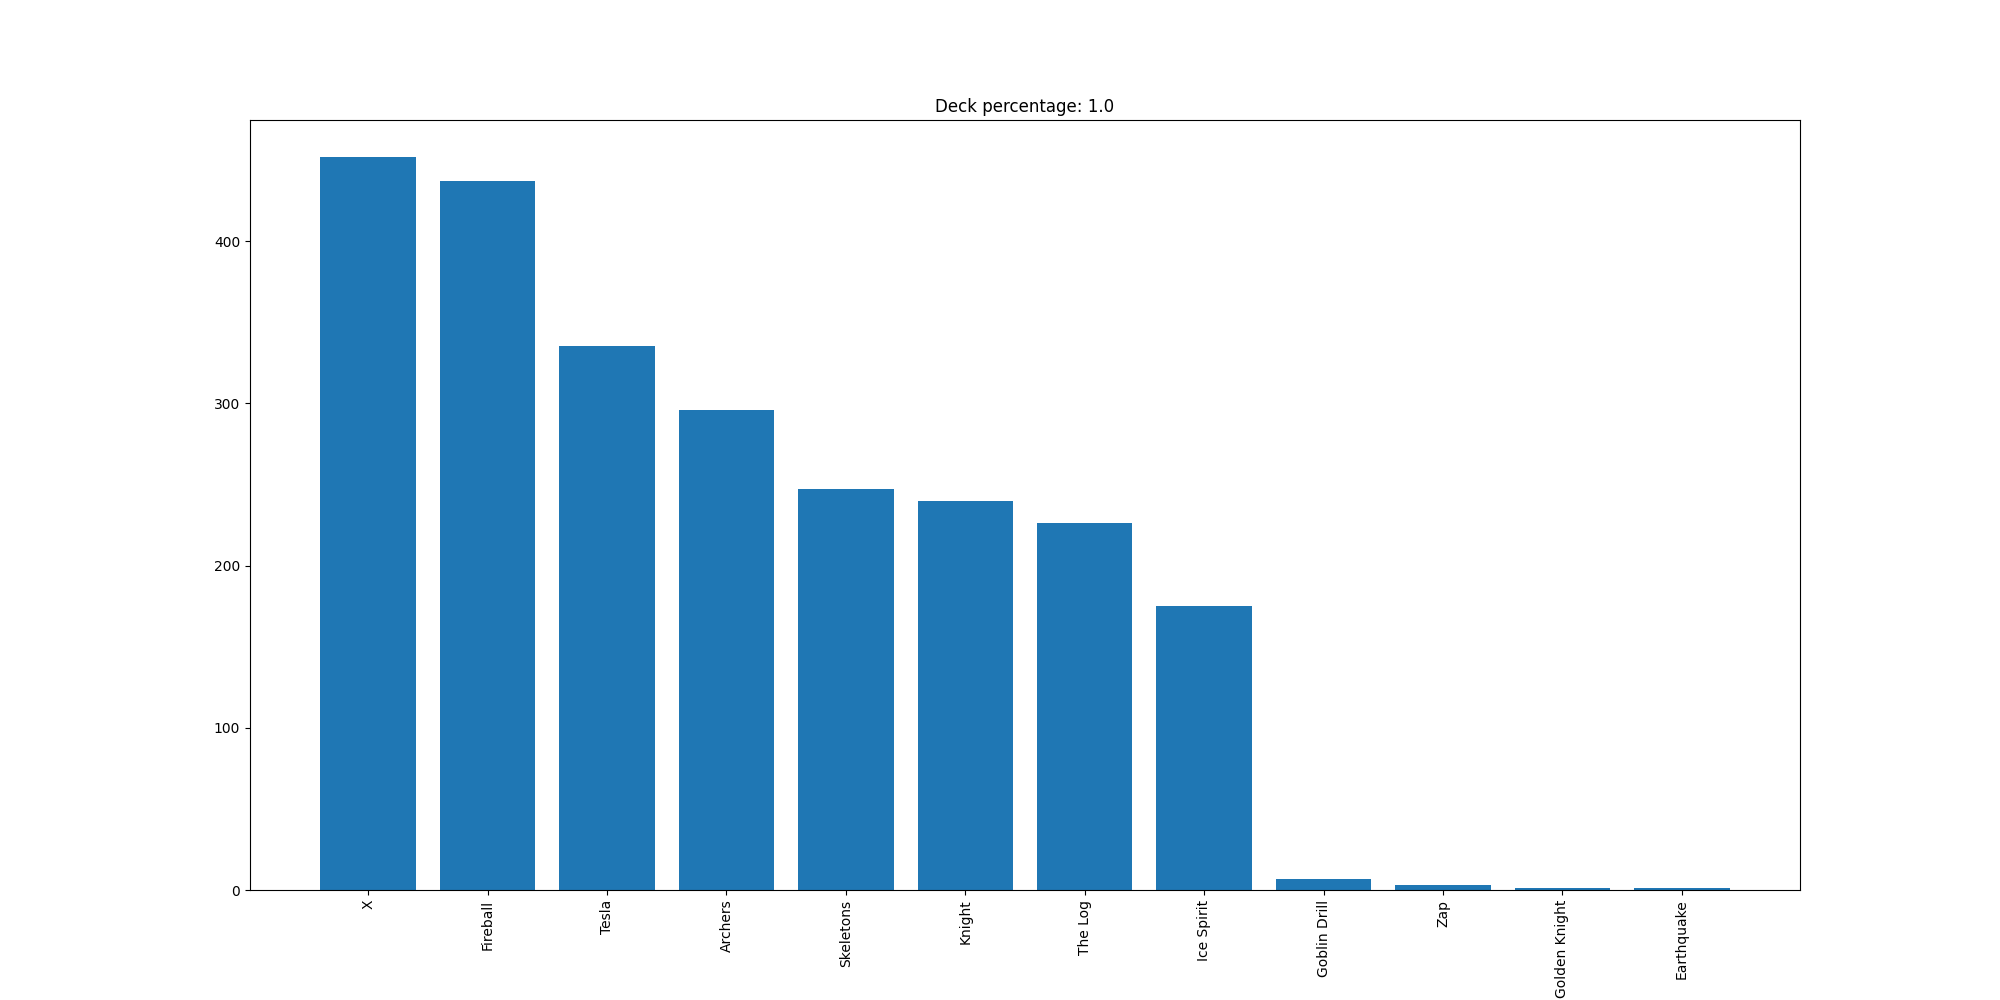 Deck percentage: 1.0
400
300
200
100
0
X
Fireball
Tesla
Archers
Skeletons
Knight
The Log
Ice Spirit
Goblin Drill
Zap
Golden Knight
Earthquake